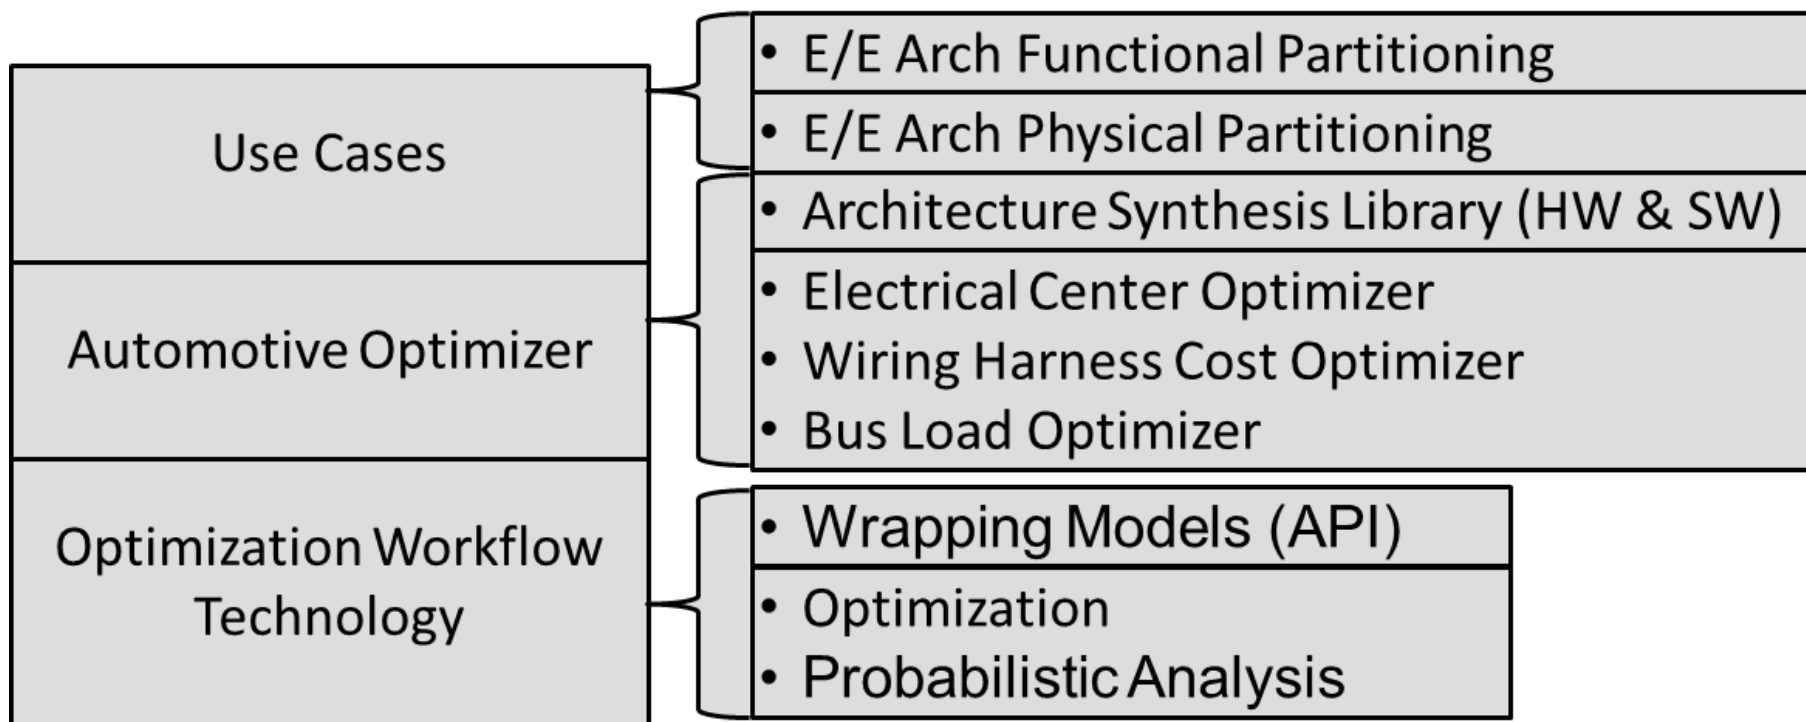 Use Cases
• E/E Arch Functional Partitioning
• E/E Arch Physical Partitioning
Automotive Optimizer
• Architecture Synthesis Library (HW & SW)
• Electrical Center Optimizer
• Wiring Harness Cost Optimizer
• Bus Load Optimizer
Optimization Workflow
Technology
• Wrapping Models (API)
• Optimization
• Probabilistic Analysis